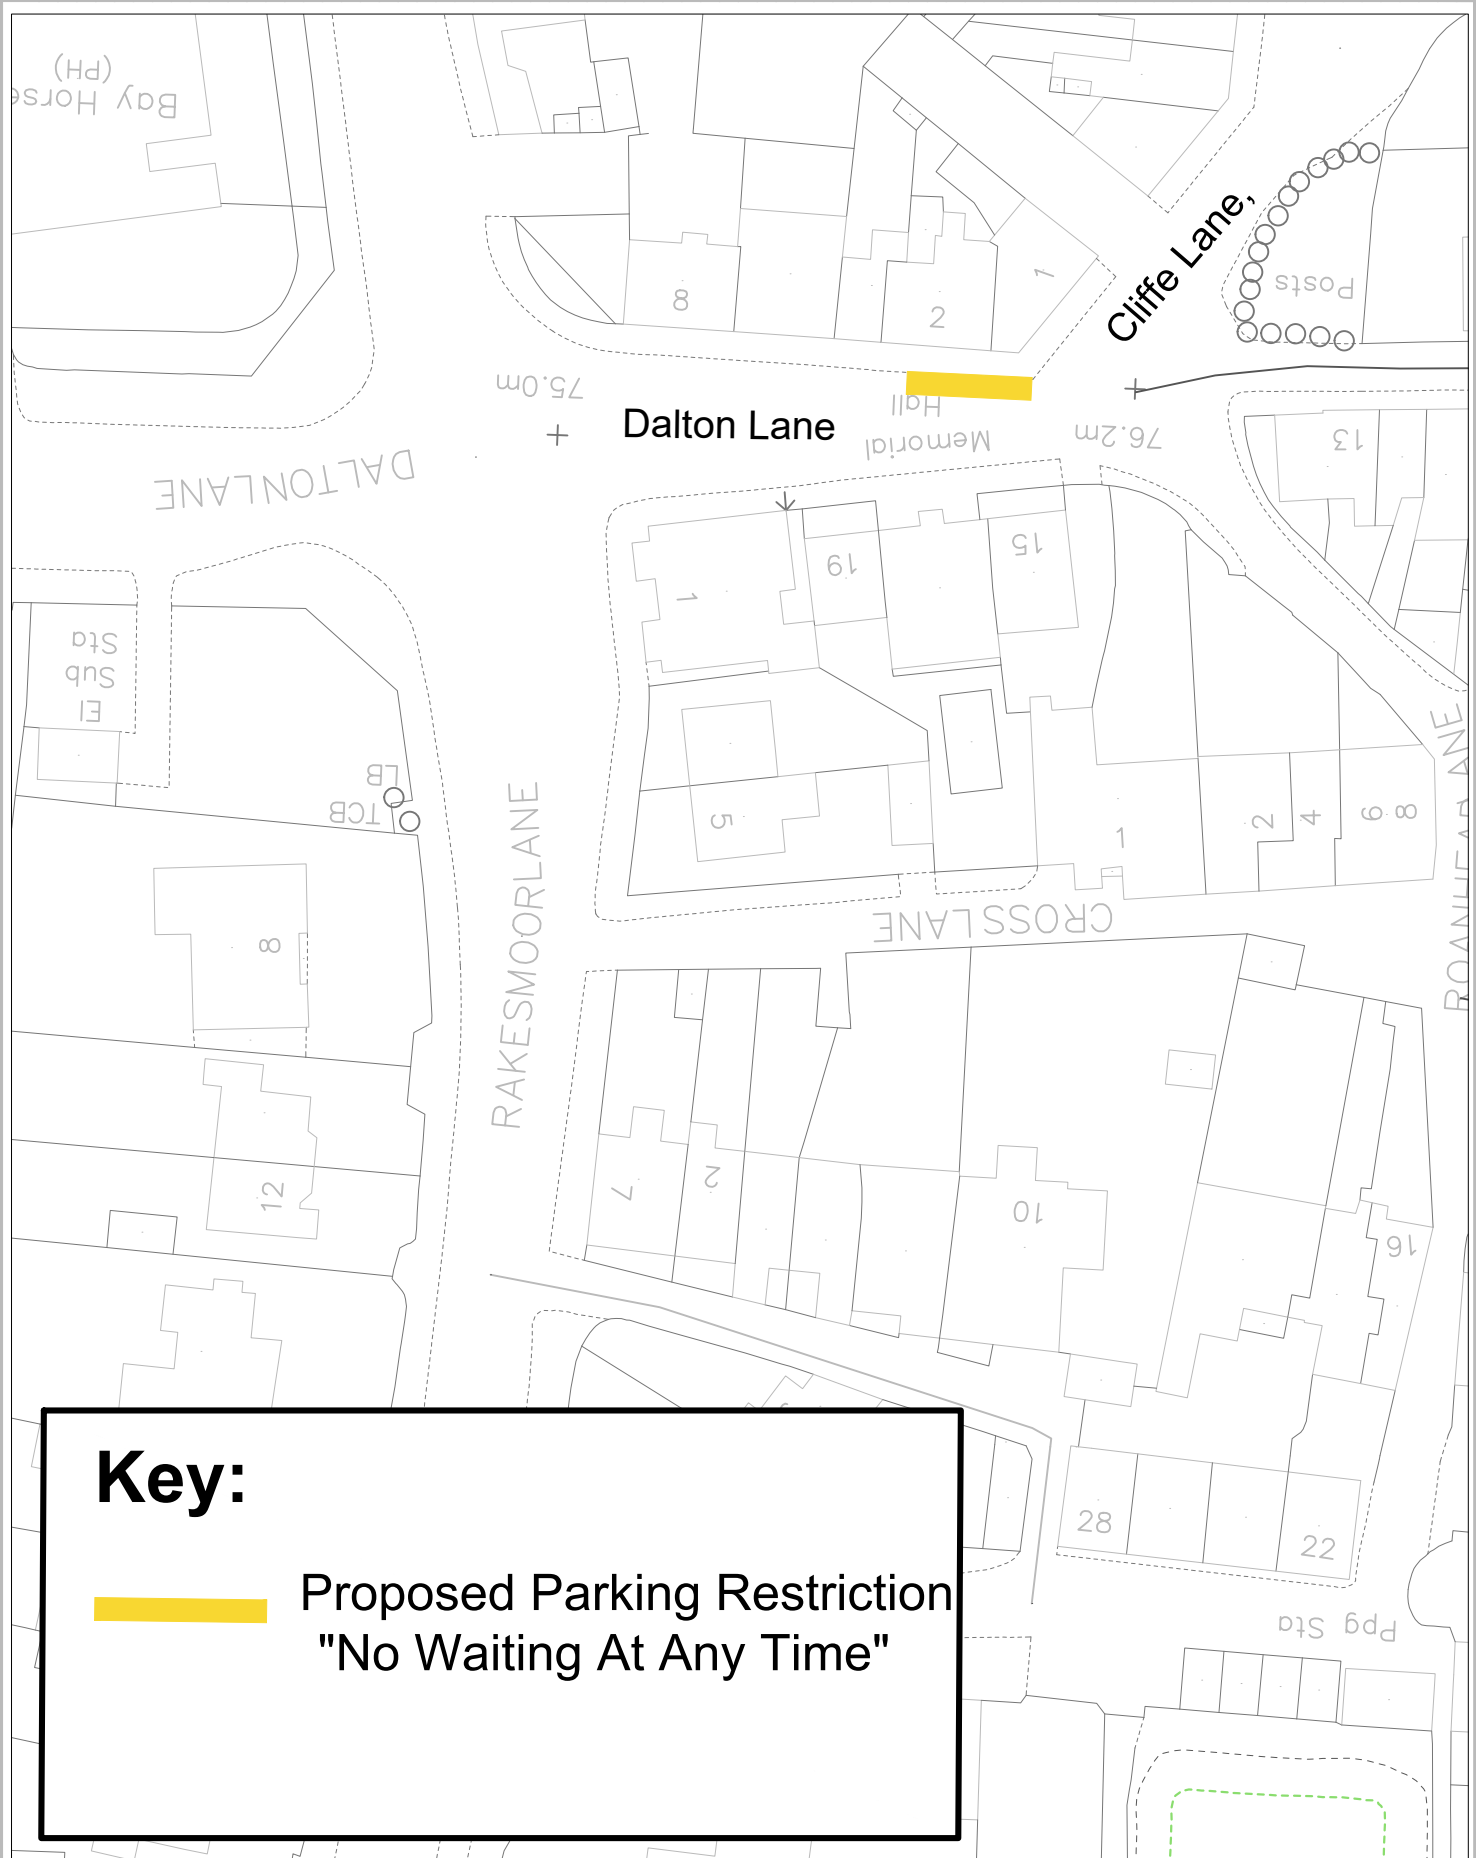 Bay Horse
(PH)
Cliffe Lane,
Posts
8
2
1
75.0m
Dalton Lane
Memorial
Hall
76.2m
13
DALTON LANE
1
19
15
El
Sub
Sta
LB
TCB
5
1
2
4
6
8
RAKESMOOR LANE
CROSS LANE
8
7
2
10
12
16
28
22
Ppg Sta
Key:
Proposed Parking Restriction
"No Waiting At Any Time"